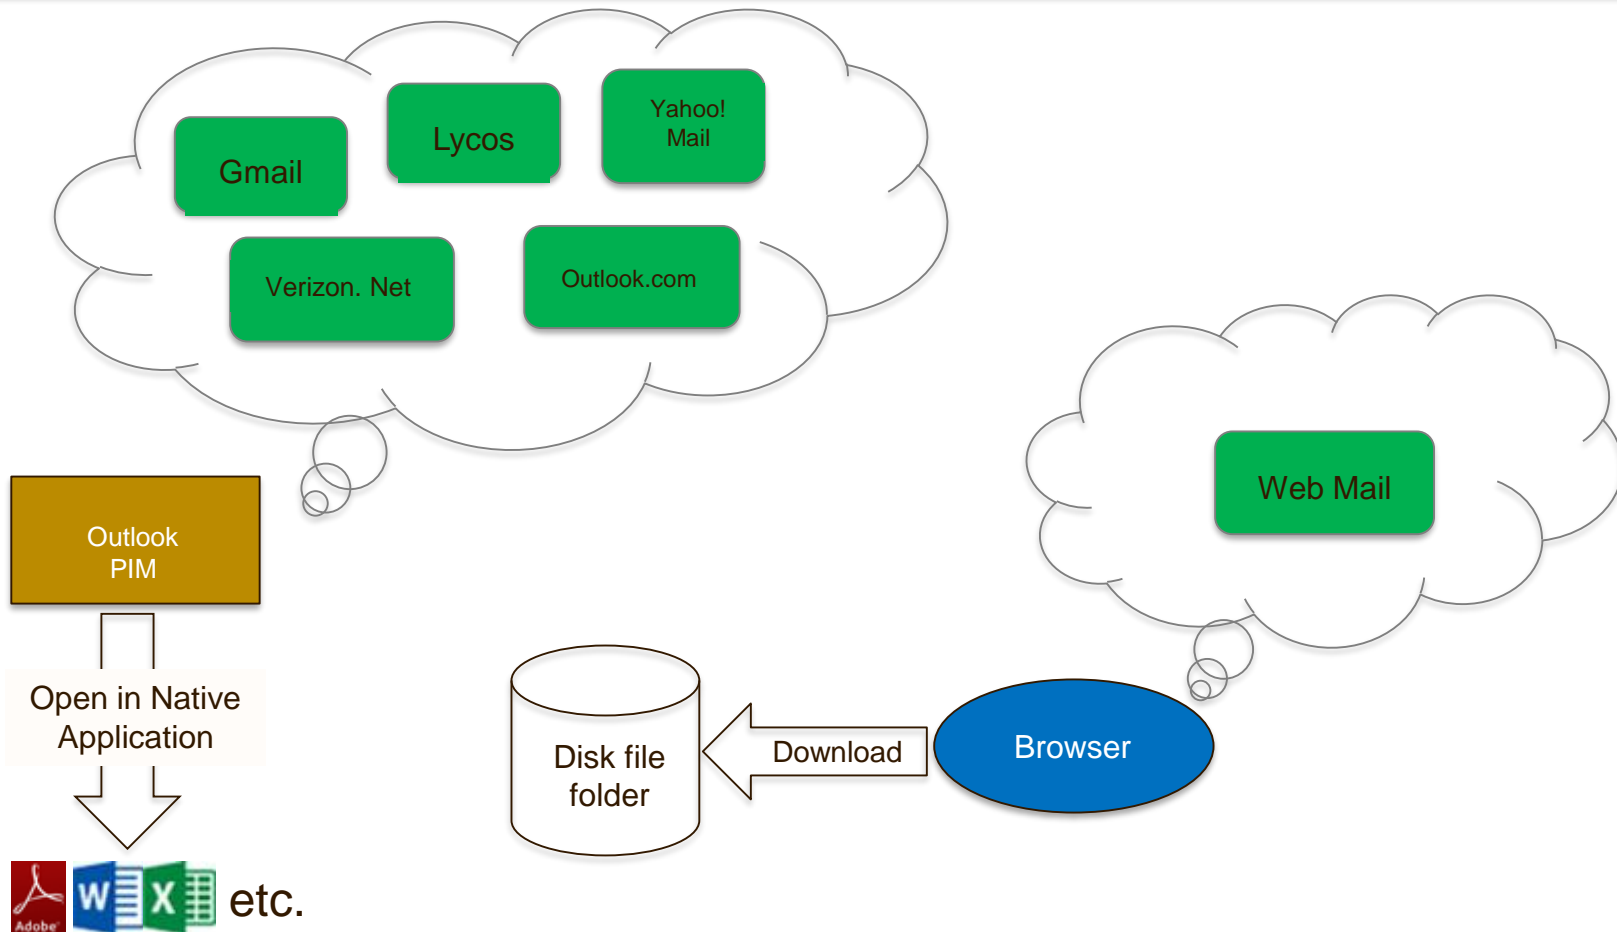 Gmail
Lycos
Yahoo!
Mail
Verizon. Net
Outlook.com
Web Mail
Outlook
PIM
Open in Native
Application
Disk file
folder
Download
Browser
Adobe
W
X
etc.